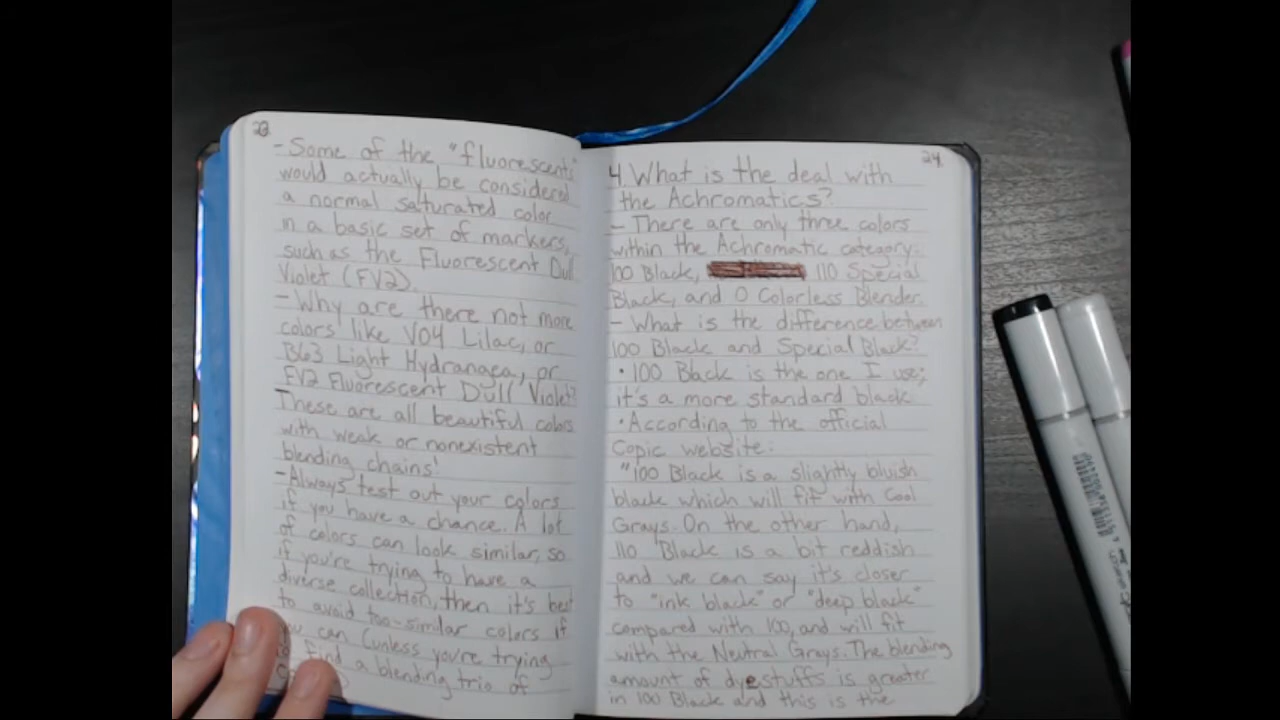 22
- Some of the "fluorescents"
would actually be considered
a normal saturated color
in a basic set of markers,
such as the Fluorescent Dull
Violet (FV2).
- Why are there not more
colors like V04 Lilac, or
B63 Light Hydrangea, or
FV2 Fluorescent Dull Violet?
These are all beautiful colors
with weak or nonexistent
blending chains!
- Always test out your colors
if you have a chance. A lot
of colors can look similar, so
if you're trying to have a
diverse collection, then it's best
to avoid too-similar colors if
you can (unless you're trying
to find a blending trio of
24
4. What is the deal with
the Achromatics?
- There are only three colors
within the Achromatic category:
100 Black, 110 Special
Black, and 0 Colorless Blender.
- What is the difference between
100 Black and Special Black?
• 100 Black is the one I use;
it's a more standard black.
• According to the official
Copic website:
"100 Black is a slightly bluish
black which will fit with Cool
Grays. On the other hand,
110 Black is a bit reddish
and we can say it's closer
to "ink black" or "deep black"
compared with 100, and will fit
with the Neutral Grays. The blending
amount of dyestuffs is greater
in 100 Black and this is the